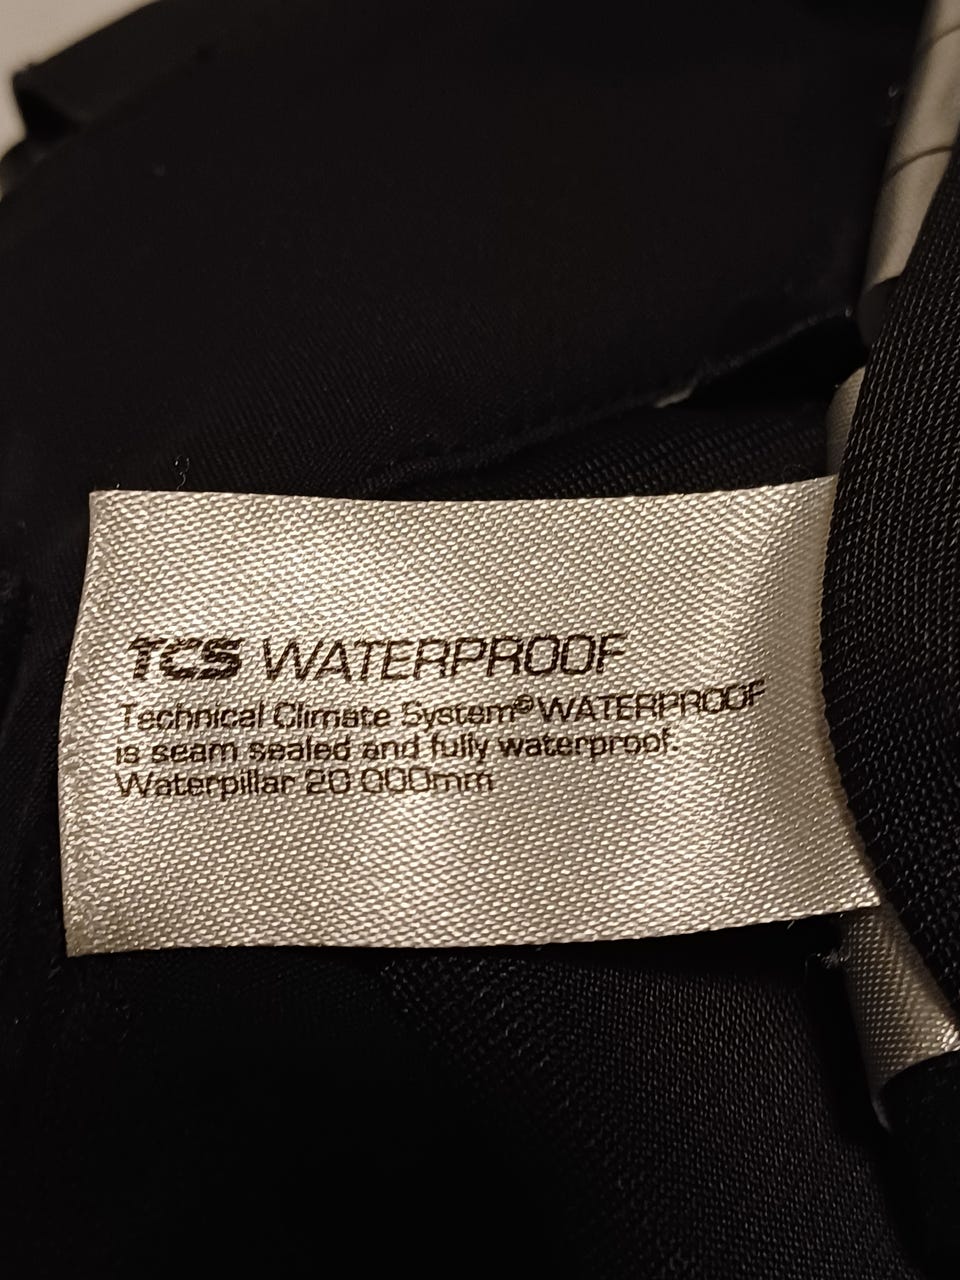 TCS WATERPROOF
Technical Climate System® WATERPROOF
is seam sealed and fully waterproof.
Waterpillar 20 000mm